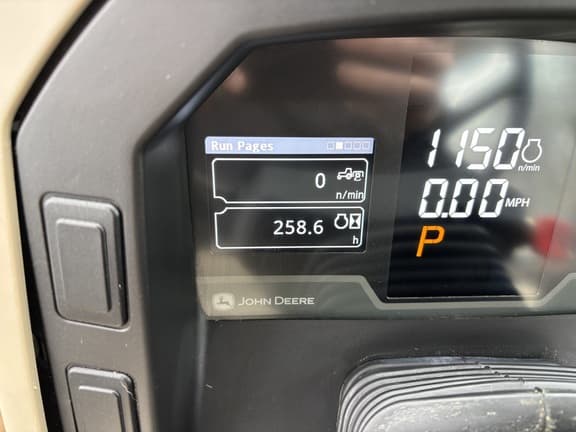 Run Pages
0
n/min
258.6
h
1150
n/min
0.00 MPH
P
JOHN DEERE